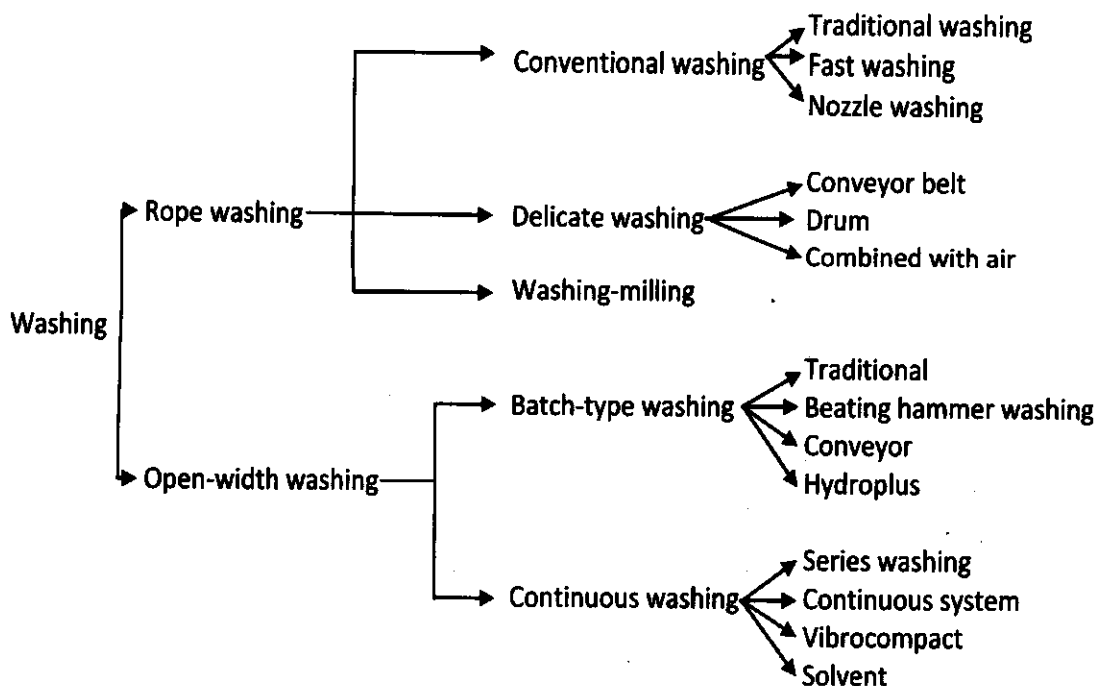 Washing
Rope washing
Conventional washing
Traditional washing
Fast washing
Nozzle washing
Delicate washing
Conveyor belt
Drum
Combined with air
Washing-milling
Open-width washing
Batch-type washing
Traditional
Beating hammer washing
Conveyor
Hydroplus
Continuous washing
Series washing
Continuous system
Vibrocompact
Solvent